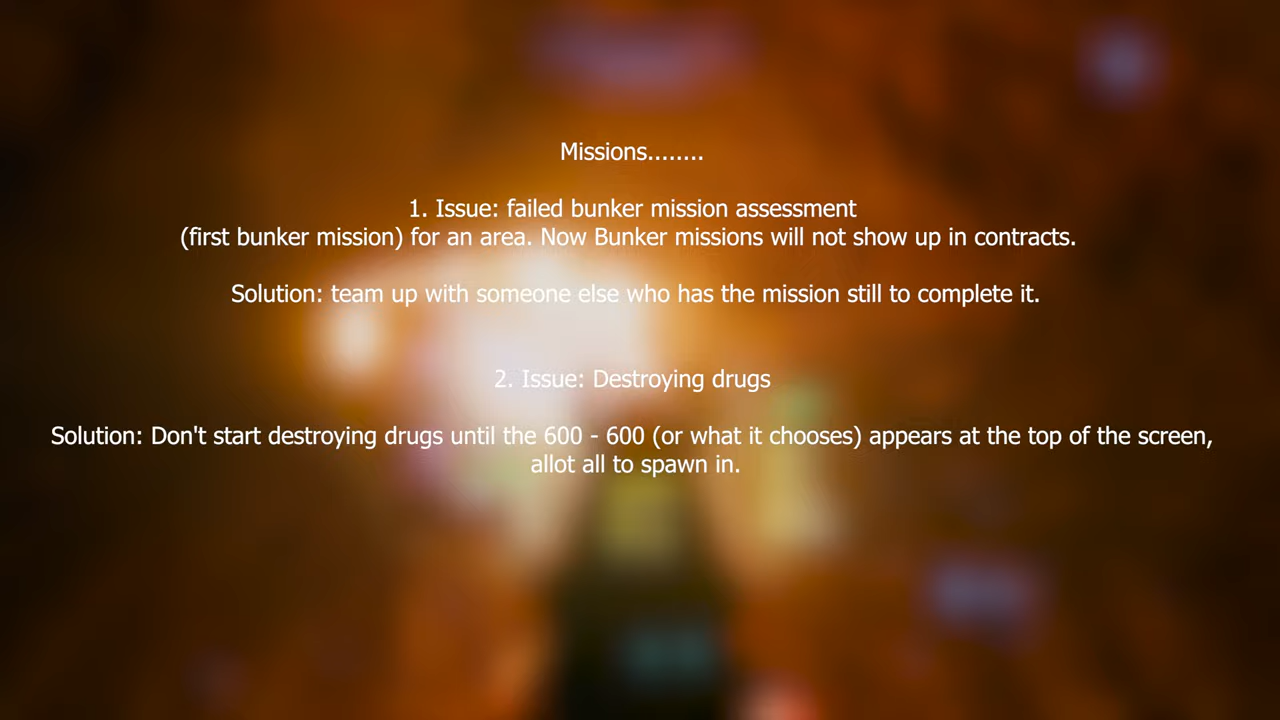 Missions........
1. Issue: failed bunker mission assessment
(first bunker mission) for an area. Now Bunker missions will not show up in contracts.
Solution: team up with someone else who has the mission still to complete it.
2. Issue: Destroying drugs
Solution: Don't start destroying drugs until the 600 - 600 (or what it chooses) appears at the top of the screen,
allot all to spawn in.